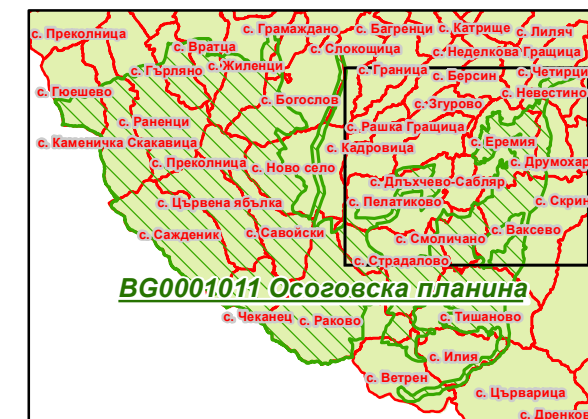 с. Преколница
с. Грамаждано
с. Багренци
с. Катрище
с. Лиляч
с. Вратца
с. Слокощица
с. Неделкова Гращица
с. Гърляно
с. Жиленци
с. Граница
с. Берсин
с. Четирци
с. Гюешево
с. Богослов
с. Згурово
с. Невестино
с. Раненци
с. Рашка Гращица
с. Каменичка Скакавица
с. Кадровица
с. Еремия
с. Преколница
с. Ново село
с. Друмохар
с. Длъхчево-Сабляр
с. Цървена ябълка
с. Пелатиково
с. Скрин
с. Сажденик
с. Савойски
с. Смоличано
с. Ваксево
с. Страдалово
BG0001011 Осоговска планина
с. Чеканец
с. Раково
с. Тишаново
с. Илия
с. Ветрен
с. Църварица
с. Дренков